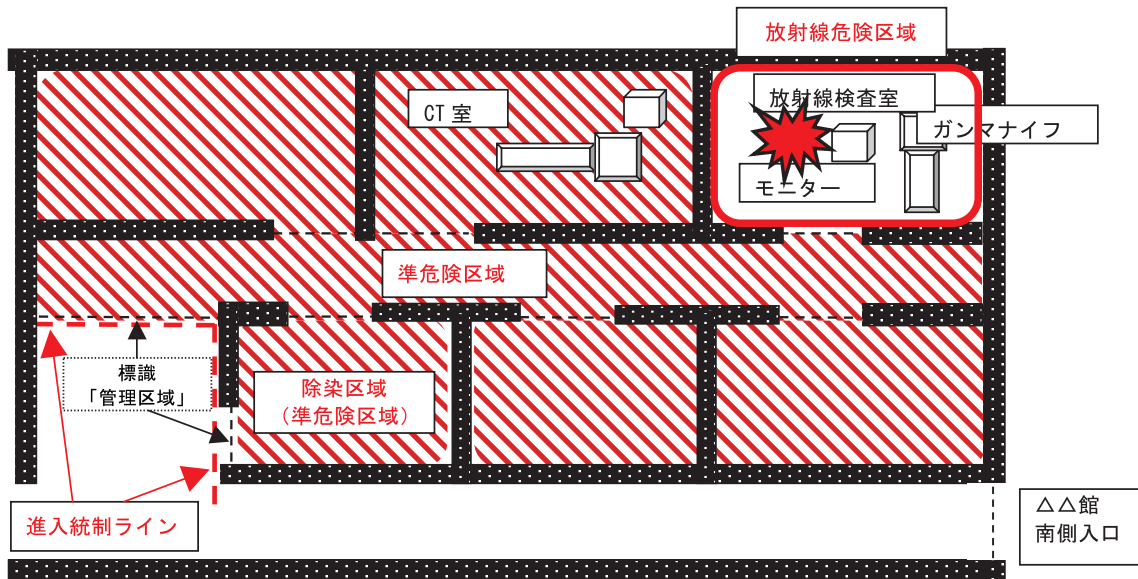 放射線危険区域
放射線検査室
CT 室
ガンマナイフ
モニター
準危険区域
標識
「管理区域」
除染区域
（準危険区域）
進入統制ライン
△△館
南側入口